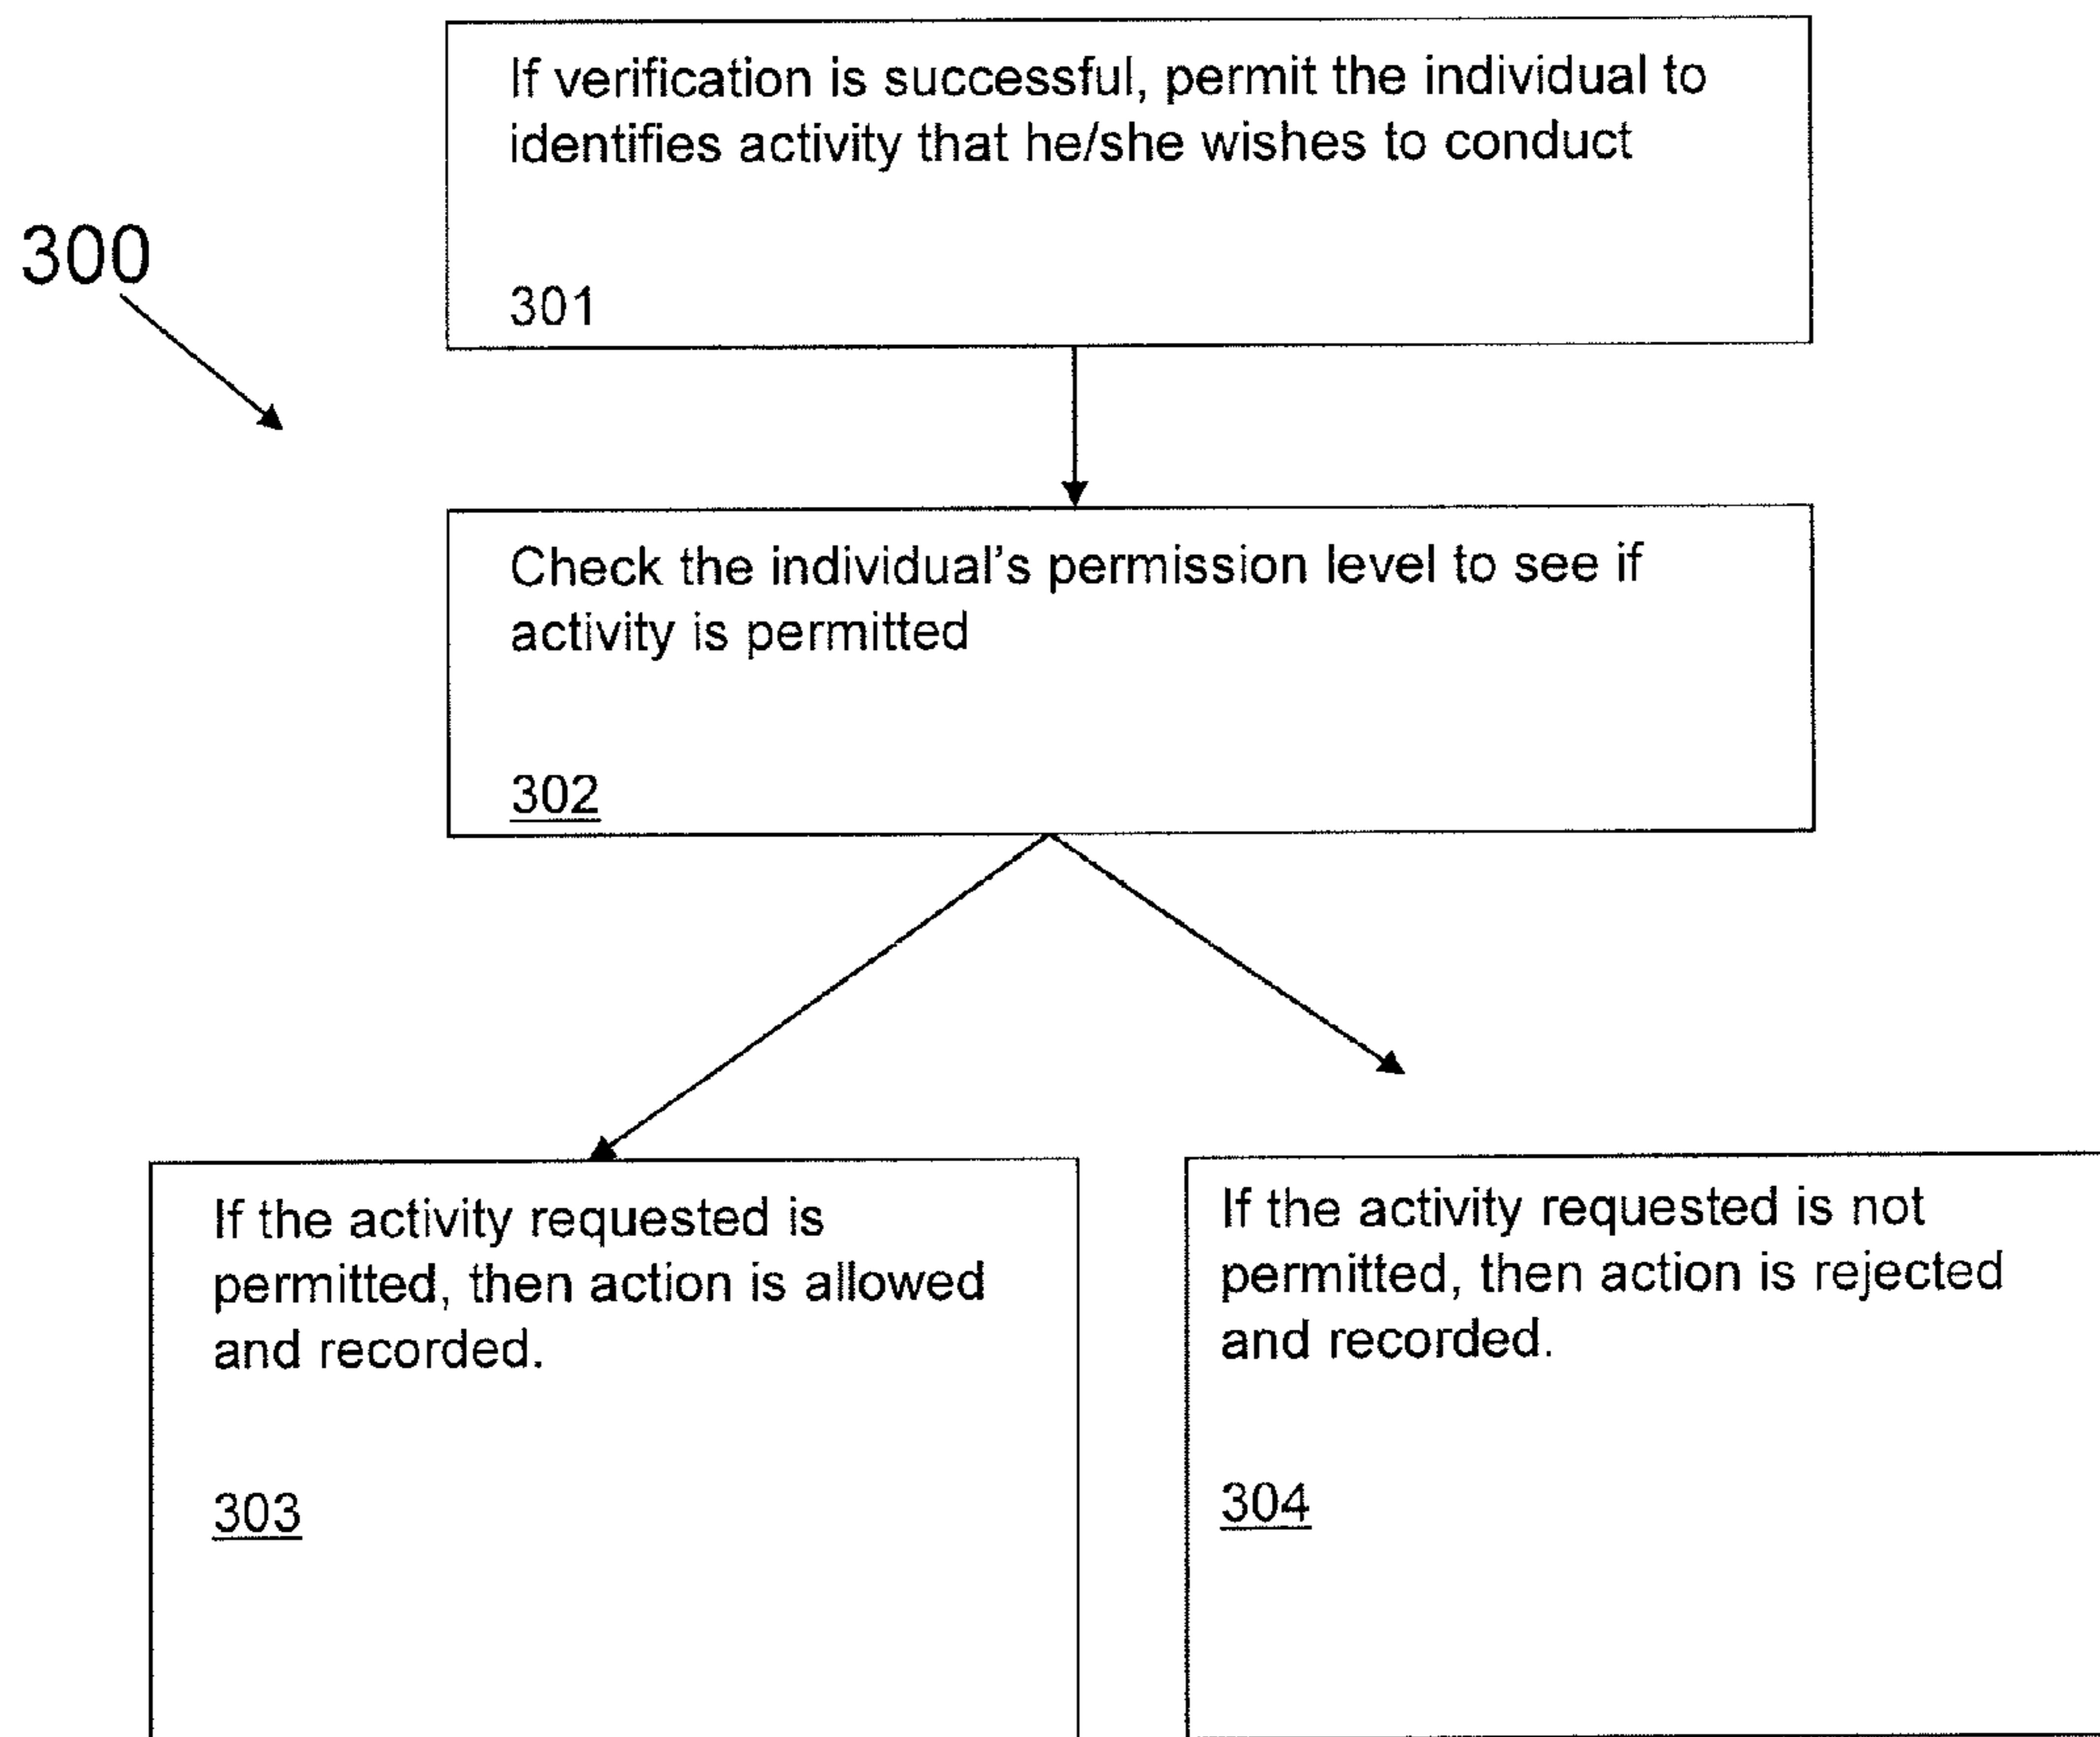 If verification is successful, permit the individual to
identifies activity that he/she wishes to conduct
300
301
Check the individual's permission level to see if
activity is permitted
302
If the activity requested is
permitted, then action is allowed
and recorded.
303
If the activity requested is not
permitted, then action is rejected
and recorded.
304